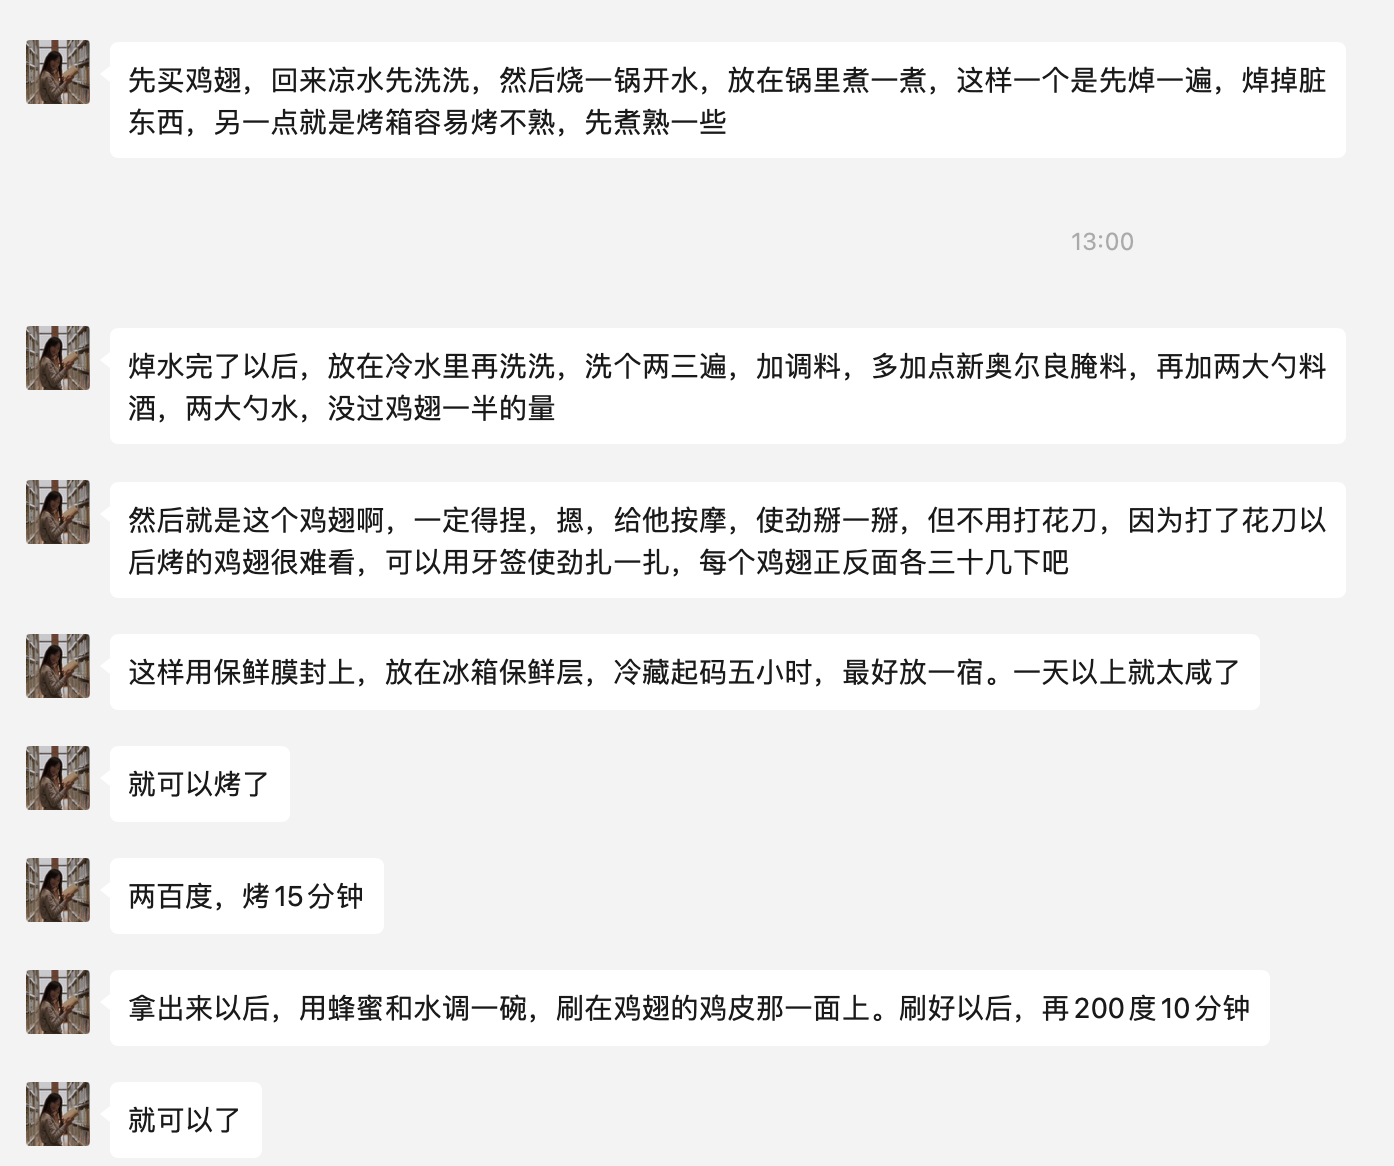 先买鸡翅，回来凉水先洗洗，然后烧一锅开水，放在锅里煮一煮，这样一个是先焯一遍，焯掉脏
东西，另一点就是烤箱容易烤不熟，先煮熟一些
13:00
焯水完了以后，放在冷水里再洗洗，洗个两三遍，加调料，多加点新奥尔良腌料，再加两大勺料
酒，两大勺水，没过鸡翅一半的量
然后就是这个鸡翅啊，一定得捏，摁，给他按摩，使劲掰一掰，但不用打花刀，因为打了花刀以
后烤的鸡翅很难看，可以用牙签使劲扎一扎，每个鸡翅正反面各三十几下吧
这样用保鲜膜封上，放在冰箱保鲜层，冷藏起码五小时，最好放一宿。一天以上就太咸了
就可以烤了
两百度，烤15分钟
拿出来以后，用蜂蜜和水调一碗，刷在鸡翅的鸡皮那一面上。刷好以后，再200度10分钟
就可以了